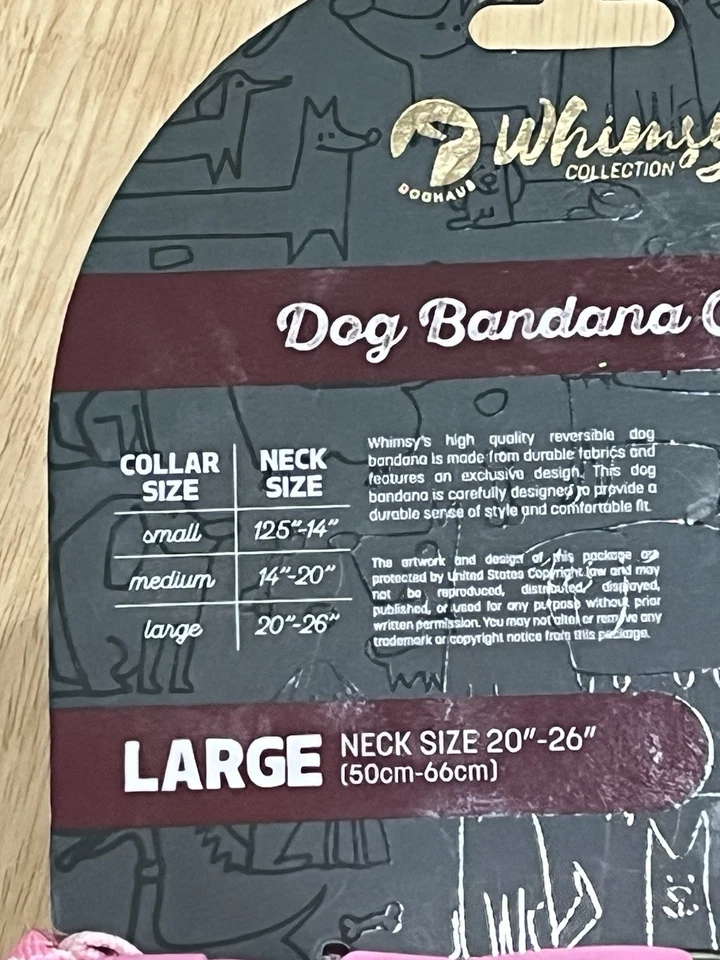 Whimsy
COLLECTION
DOGHAUS
Dog Bandana
COLLAR SIZE
NECK SIZE
small 12.5"-14"
medium 14"-20"
large 20"-26"
Whimsy's high quality reversible dog
bandana is made from durable fabrics and
features an exclusive design. This dog
bandana is carefully designed to provide a
durable sense of style and comfortable fit.
The artwork and design of this package are
protected by United States Copyright law and may
not be reproduced, distributed, displayed,
published, or used for any purpose without prior
written permission. You may not alter or remove any
trademark or copyright notice from this package.
LARGE
NECK SIZE 20"-26"
(50cm-66cm)